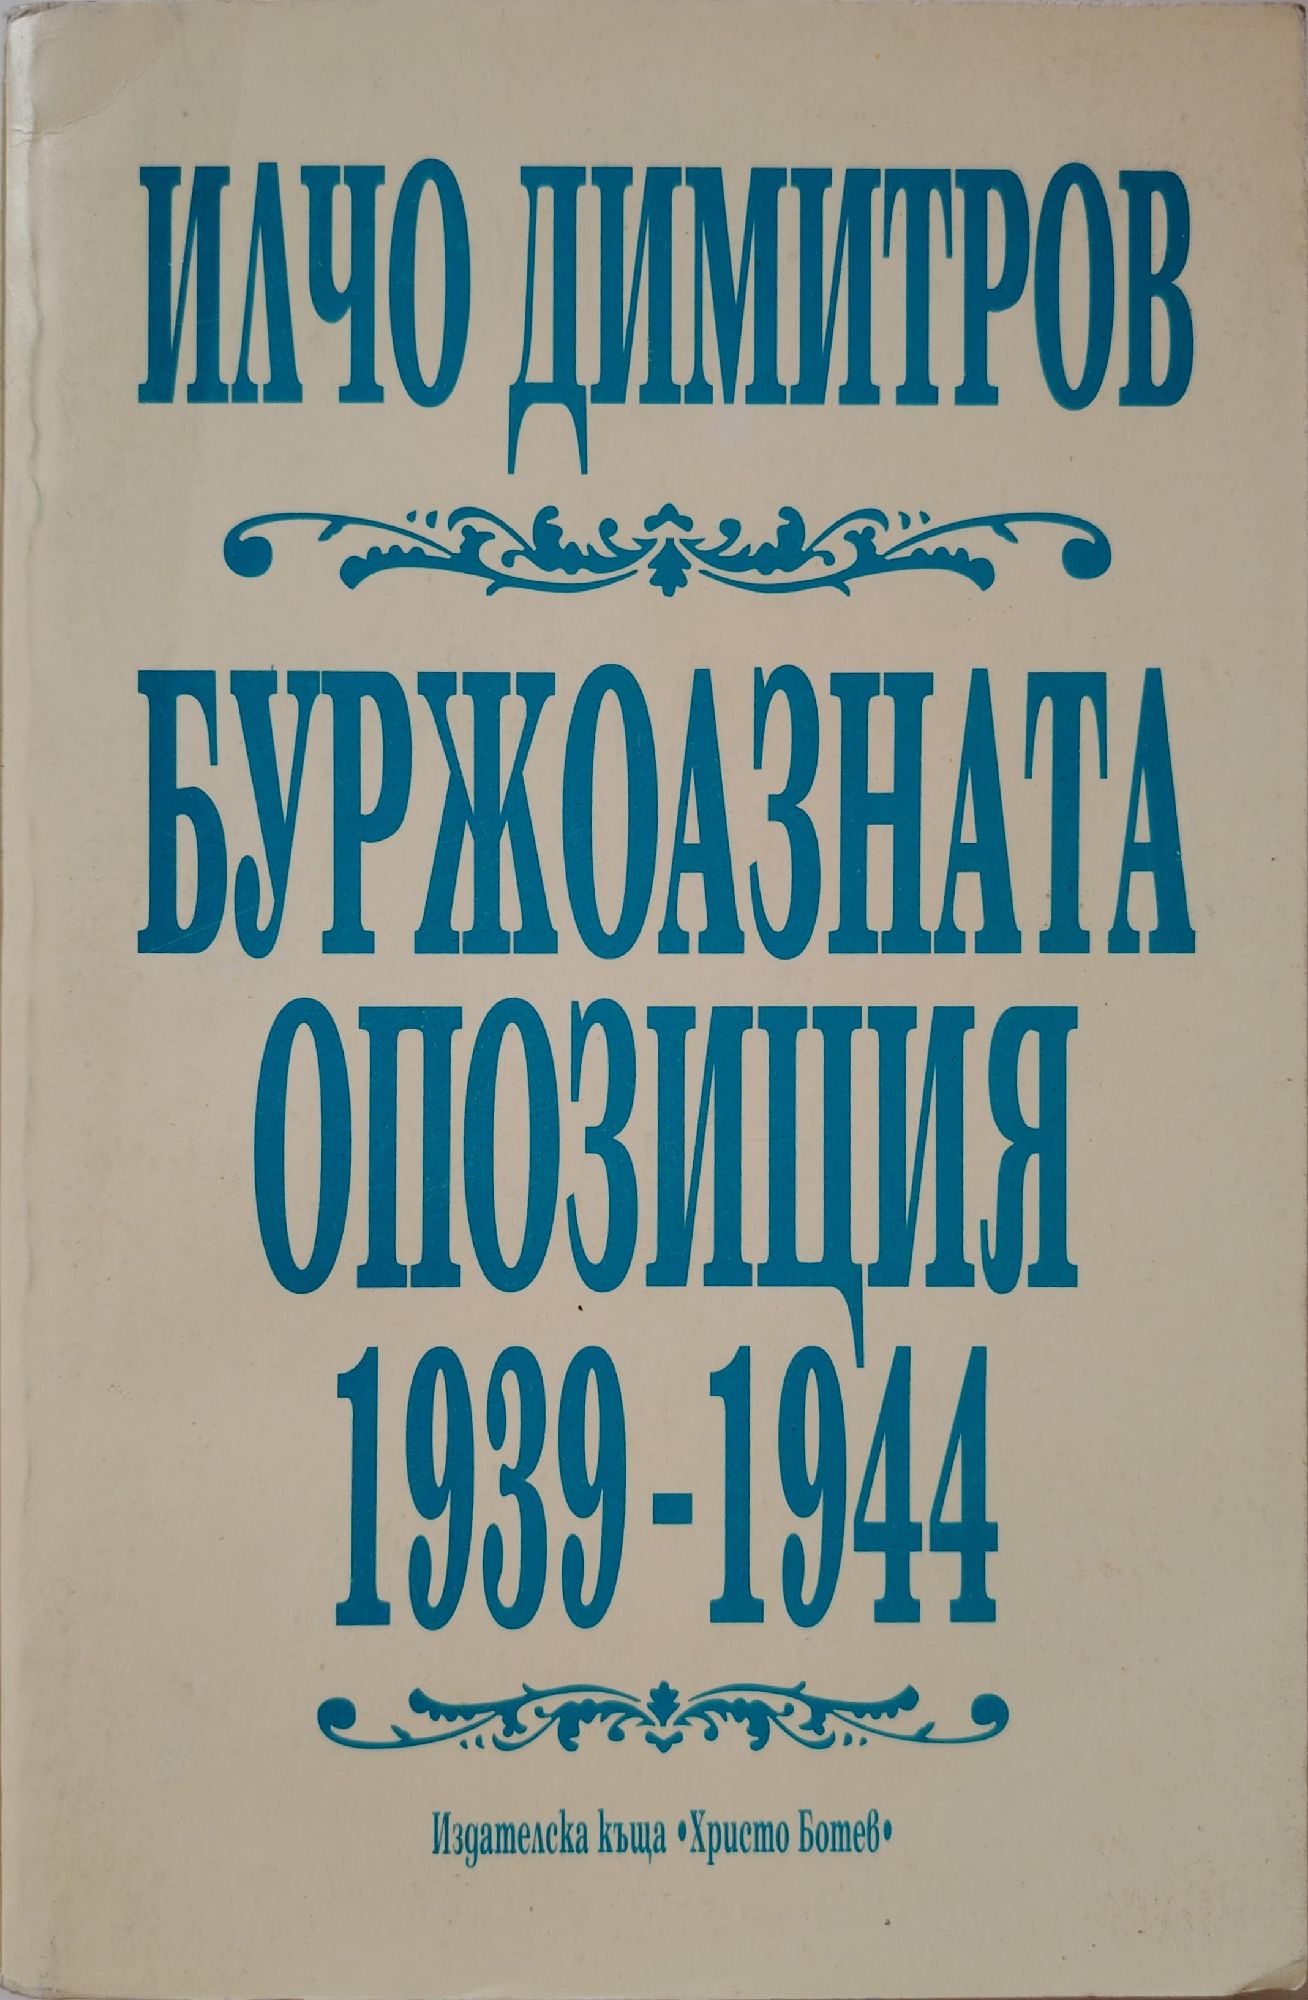 ИЛЧО ДИМИТРОВ
БУРЖОАЗНАТА
ОПОЗИЦИЯ
1939-1944
Издателска къща •Христо Ботев•